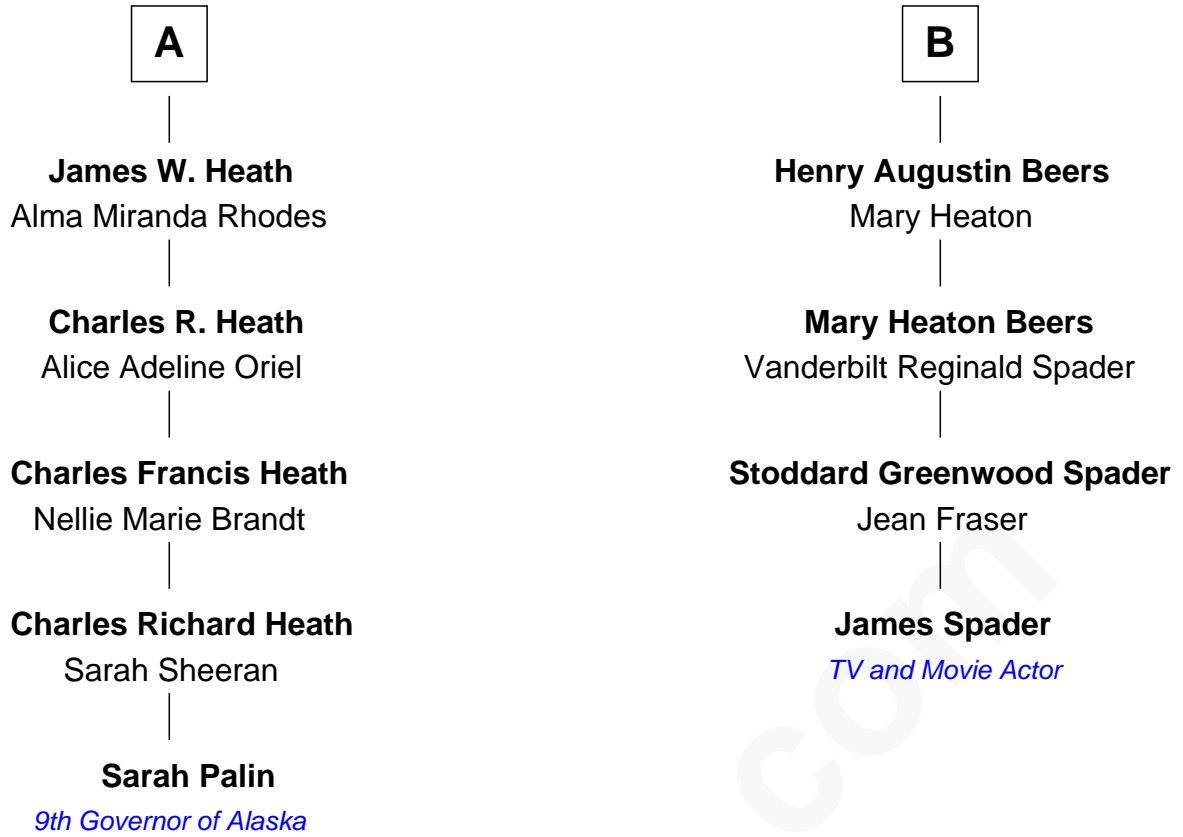 A
James W. Heath
Alma Miranda Rhodes
Charles R. Heath
Alice Adeline Oriel
Charles Francis Heath
Nellie Marie Brandt
Charles Richard Heath
Sarah Sheeran
Sarah Palin
9th Governor of Alaska
B
Henry Augustin Beers
Mary Heaton
Mary Heaton Beers
Vanderbilt Reginald Spader
Stoddard Greenwood Spader
Jean Fraser
James Spader
TV and Movie Actor
com